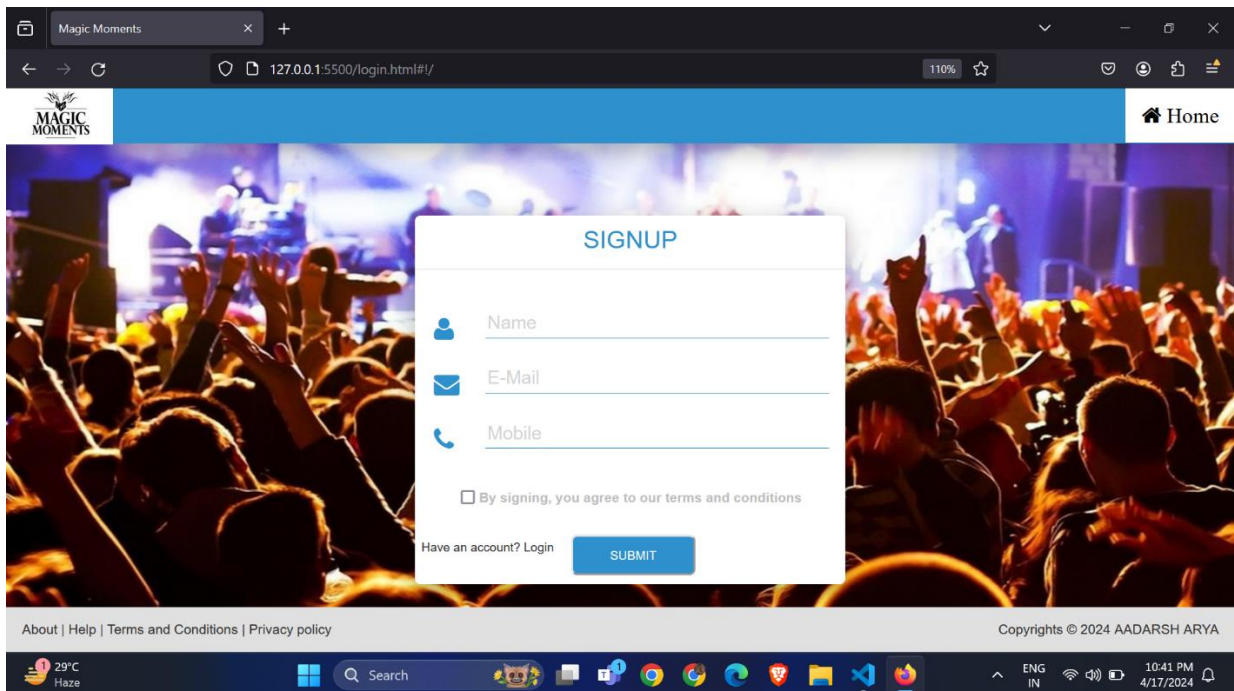 Magic Moments
127.0.0.1:5500/login.html#!/
110%
MAGIC
MOMENTS
Home
SIGNUP
Name
E-Mail
Mobile
By signing, you agree to our terms and conditions
Have an account? Login
SUBMIT
About | Help | Terms and Conditions | Privacy policy
Copyrights © 2024 AADARSH ARYA
1
29°C
Haze
Search
1
ENG
IN
10:41 PM
4/17/2024